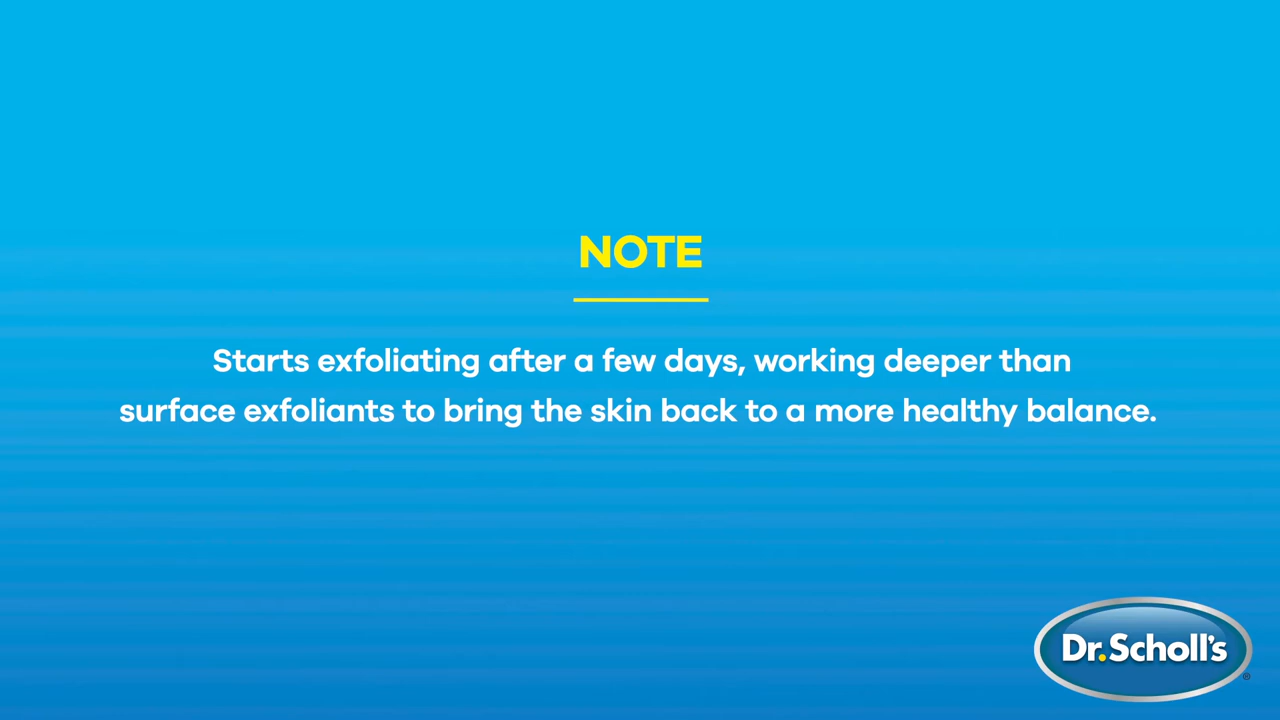 NOTE
Starts exfoliating after a few days, working deeper than
surface exfoliants to bring the skin back to a more healthy balance.
Dr.Scholl's
®